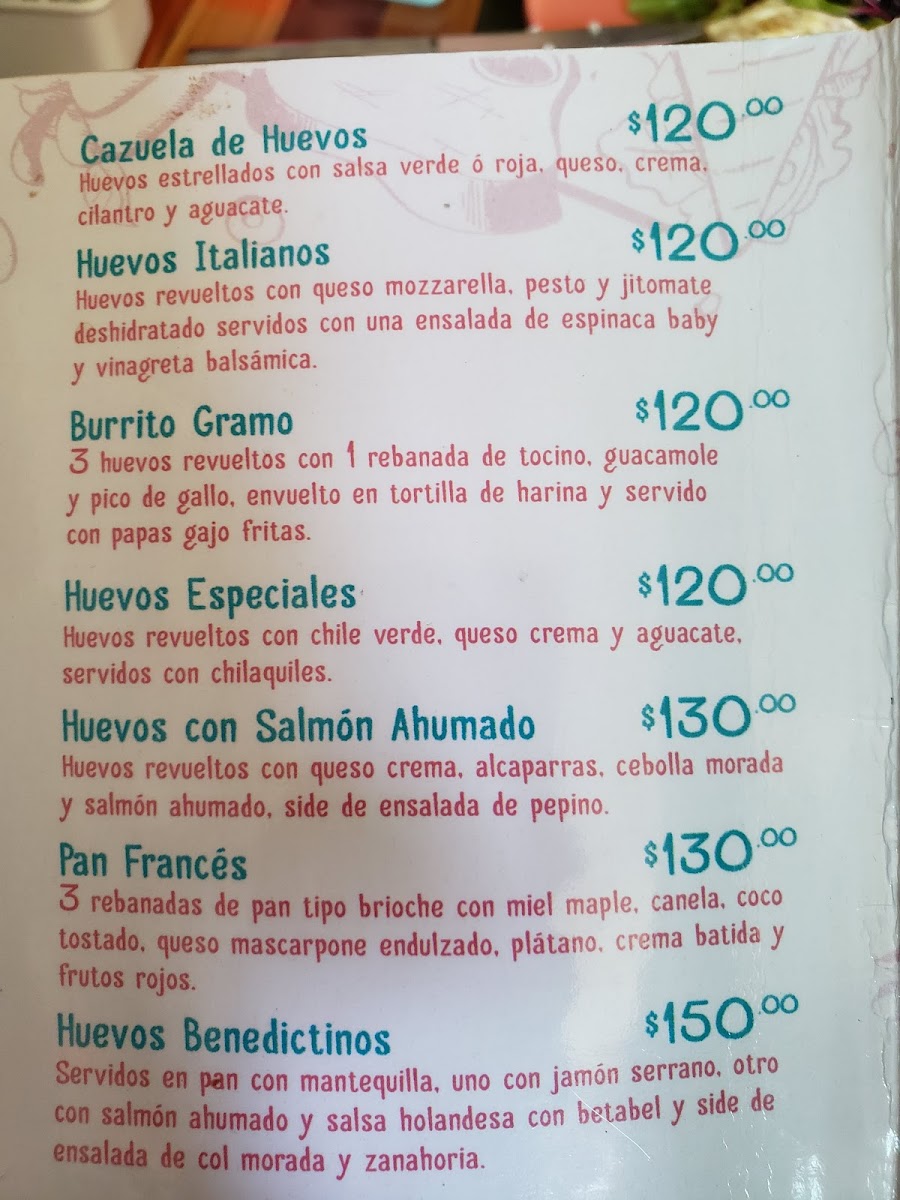 Cazuela de Huevos $120.00
Huevos estrellados con salsa verde ó roja, queso, crema,
cilantro y aguacate.
Huevos Italianos $120.00
Huevos revueltos con queso mozzarella, pesto y jitomate
deshidratado servidos con una ensalada de espinaca baby
y vinagreta balsámica.
Burrito Gramo $120.00
3 huevos revueltos con 1 rebanada de tocino, guacamole
y pico de gallo, envuelto en tortilla de harina y servido
con papas gajo fritas.
Huevos Especiales $120.00
Huevos revueltos con chile verde, queso crema y aguacate,
servidos con chilaquiles.
Huevos con Salmón Ahumado $130.00
Huevos revueltos con queso crema, alcaparras, cebolla morada
y salmón ahumado, side de ensalada de pepino.
Pan Francés $130.00
3 rebanadas de pan tipo brioche con miel maple, canela, coco
tostado, queso mascarpone endulzado, plátano, crema batida y
frutos rojos.
Huevos Benedictinos $150.00
Servidos en pan con mantequilla, uno con jamón serrano, otro
con salmón ahumado y salsa holandesa con betabel y side de
ensalada de col morada y zanahoria.